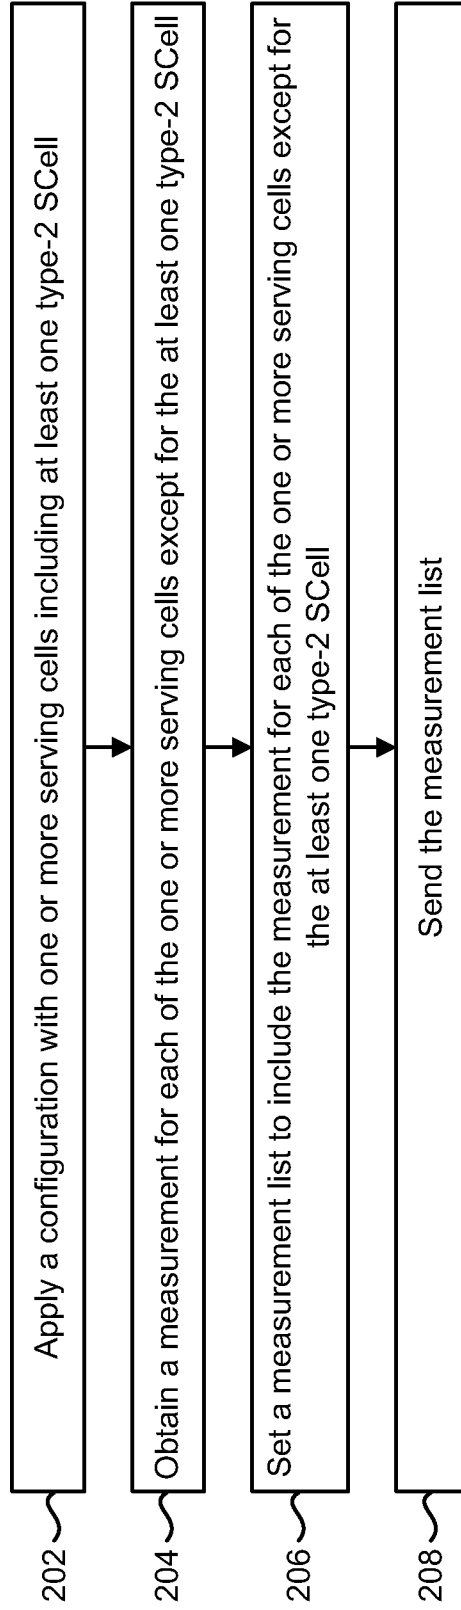 202
Apply a configuration with one or more serving cells including at least one type-2 SCell
204
Obtain a measurement for each of the one or more serving cells except for the at least one type-2 SCell
206
Set a measurement list to include the measurement for each of the one or more serving cells except for
the at least one type-2 SCell
208
Send the measurement list